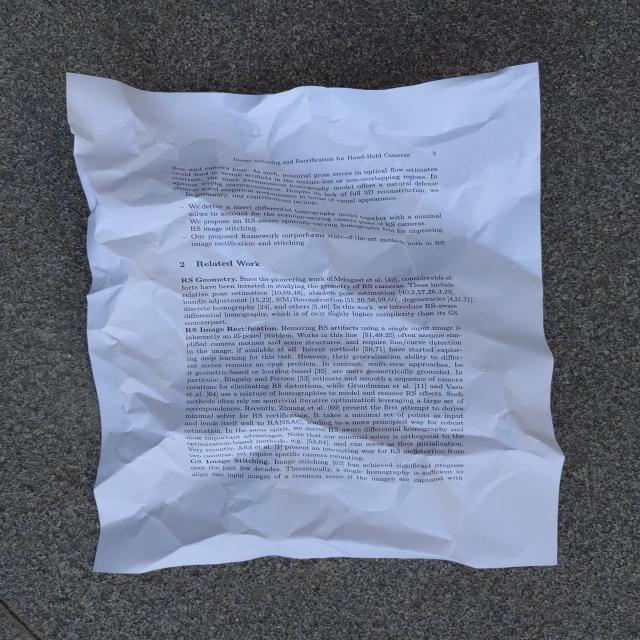 Image Stitching and Rectification for Hand-Held Cameras 3
flow and camera pose. As such, potential gross errors in optical flow estimates
could lead to in the texture-less or non-overlapping regions. In
contrast, the more homography model offers a natural defense
strong despite its lack of full 3D reconstruction, we
good in terms of visual appearance.
In summary, our contributions include:
– We derive a novel differential homography model together with a minimal
solver to account for the scanline-varying of RS cameras.
– We propose an RS-aware spatially-varying homography for improving
RS image stitching.
– Our proposed framework outperforms state-of-the-art methods both in RS
image rectification and stitching.
2 Related Work
RS Geometry. Since the pioneering work of Meingast et al. [42], considerable ef-
forts have been invested in studying the geometry of RS cameras. These include
relative pose estimation [10,69,48], absolute pose estimation [40,2,57,26,3,23],
bundle adjustment [15,22], SfM/Reconstruction [55,20,56,59,60], degeneracies [4,21,71],
discrete homography [24], and others [5,46]. In this work, we introduce RS-aware
differential homography, which is of only slighly higher complexity than its GS
counterpart.
RS Image Rectification. Removing RS artifacts using a single input image is
inherently an ill-posed problem. Works in this line [51,49,27] often assume sim-
plified camera motions and scene structures, and require line/curve detection
in the image, if available at all. Recent methods [50,71] have started explor-
ing deep learning for this task. However, their generalization ability to differ-
ent scenes remains an open problem. In contrast, multi-view approaches, be
it geometric-based or learning-based [35], are more geometrically grounded. In
particular, Ringaby and Forssen [53] estimate and smooth a sequence of camera
rotations for eliminating RS distortions, while Grundmann et al. [11] and Vasu
et al. [64] use a mixture of homographies to model and remove RS effects. Such
methods often rely on nontrivial iterative optimization leveraging a large set of
correspondences. Recently, Zhuang et al. [69] present the first attempt to derive
minimal solver for RS rectification. It takes a minimal set of points as input
and lends itself well to RANSAC, leading to a more principled way for robust
estimation. In the same spirit, we derive RS-aware differential homography and
show important advantages. Note that our minimal solver is orthogonal to the
optimization-based methods, e.g. [53,64], and can serve as their initialization.
Very recently, Albl et al. [1] present an interesting way for RS undistortion from
two cameras, yet require specific camera mounting.
GS Image Stitching. Image stitching [62] has achieved significant progress
over the past few decades. Theoretically, a single homography is sufficient to
align two input images of a common scene if the images are captured with